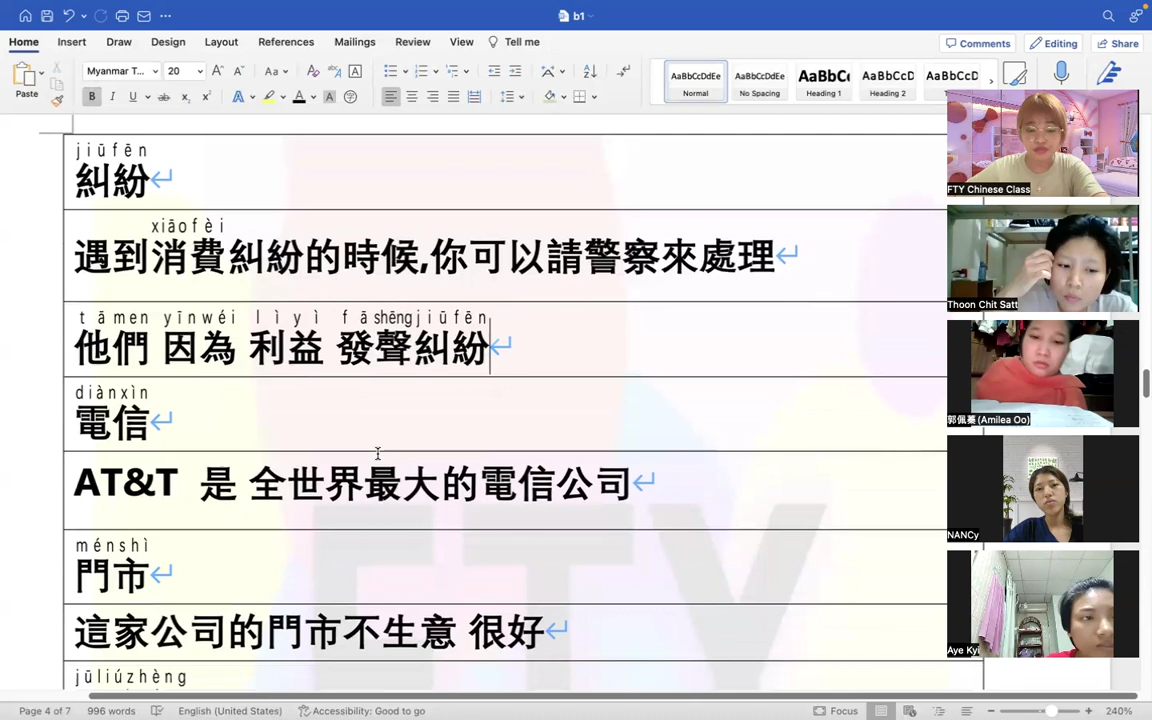 b1
Home Insert Draw Design Layout References Mailings Review View Tell me
Comments Editing Share
Paste
Myanmar T... 20
AaBbCcDdEe AaBbCcDdEe AaBbCc AaBbCcD AaBbCcD
Normal No Spacing Heading 1 Heading 2
jiūfēn
糾紛
xiāofèi
遇到消費糾紛的時候,你可以請警察來處理
tāmen yīnwéi lìyì fāshēngjiūfēn
他們 因為 利益 發聲糾紛
diànxìn
電信
AT&T 是 全世界最大的電信公司
ménshì
門市
這家公司的門市不生意 很好
jūliúzhèng
FTY
FTY Chinese Class
Thoon Chit Satt
郭佩蓁 (Amilea Oo)
NANCy
Aye Kyi
Page 4 of 7 996 words English (United States) Accessibility: Good to go Focus 240%